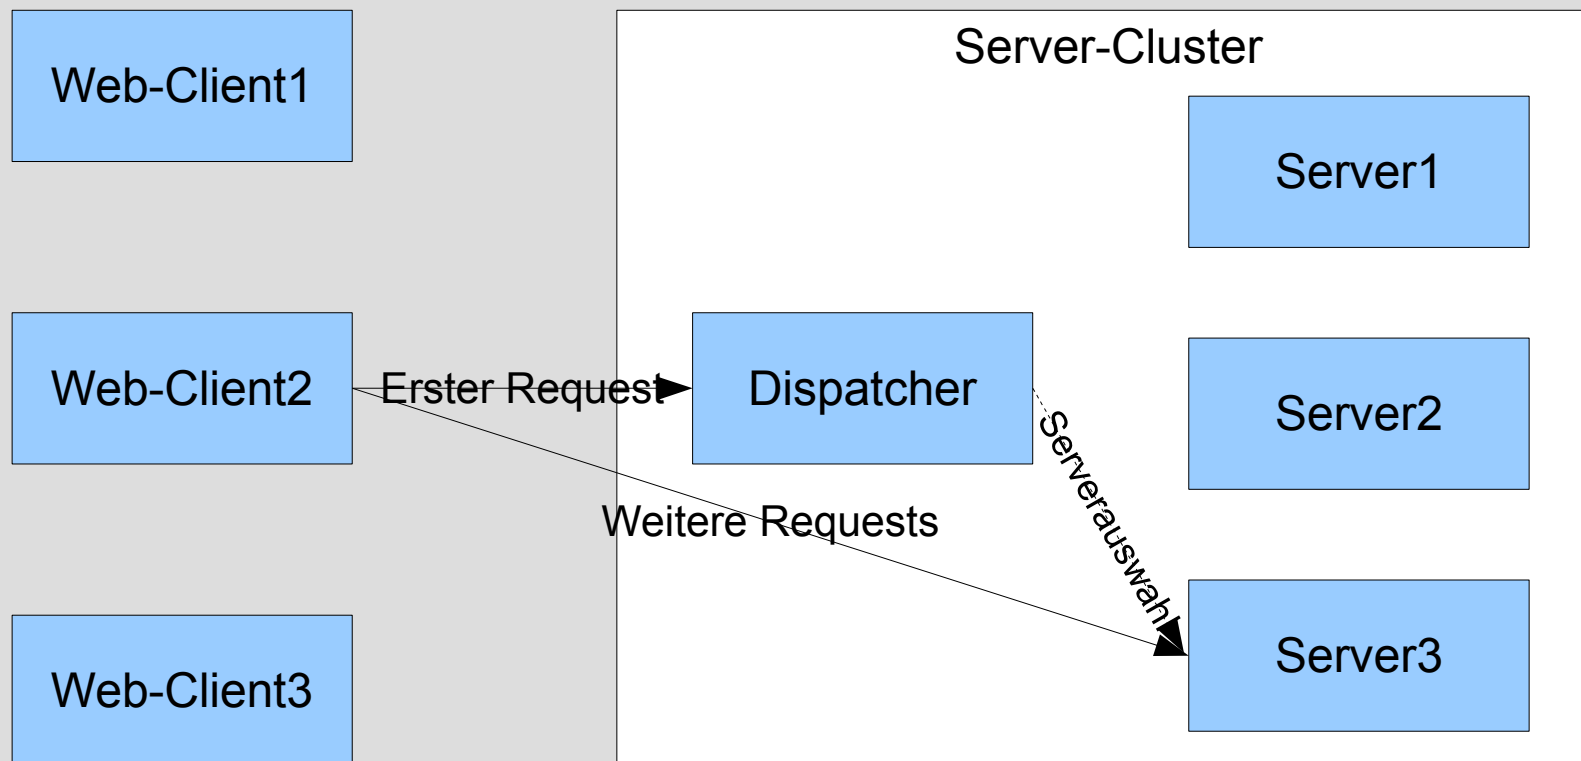 Server-Cluster
Web-Client1
Server1
Web-Client2
Erster Request
Dispatcher
Server2
Serverauswahl
Weitere Requests
Server3
Web-Client3